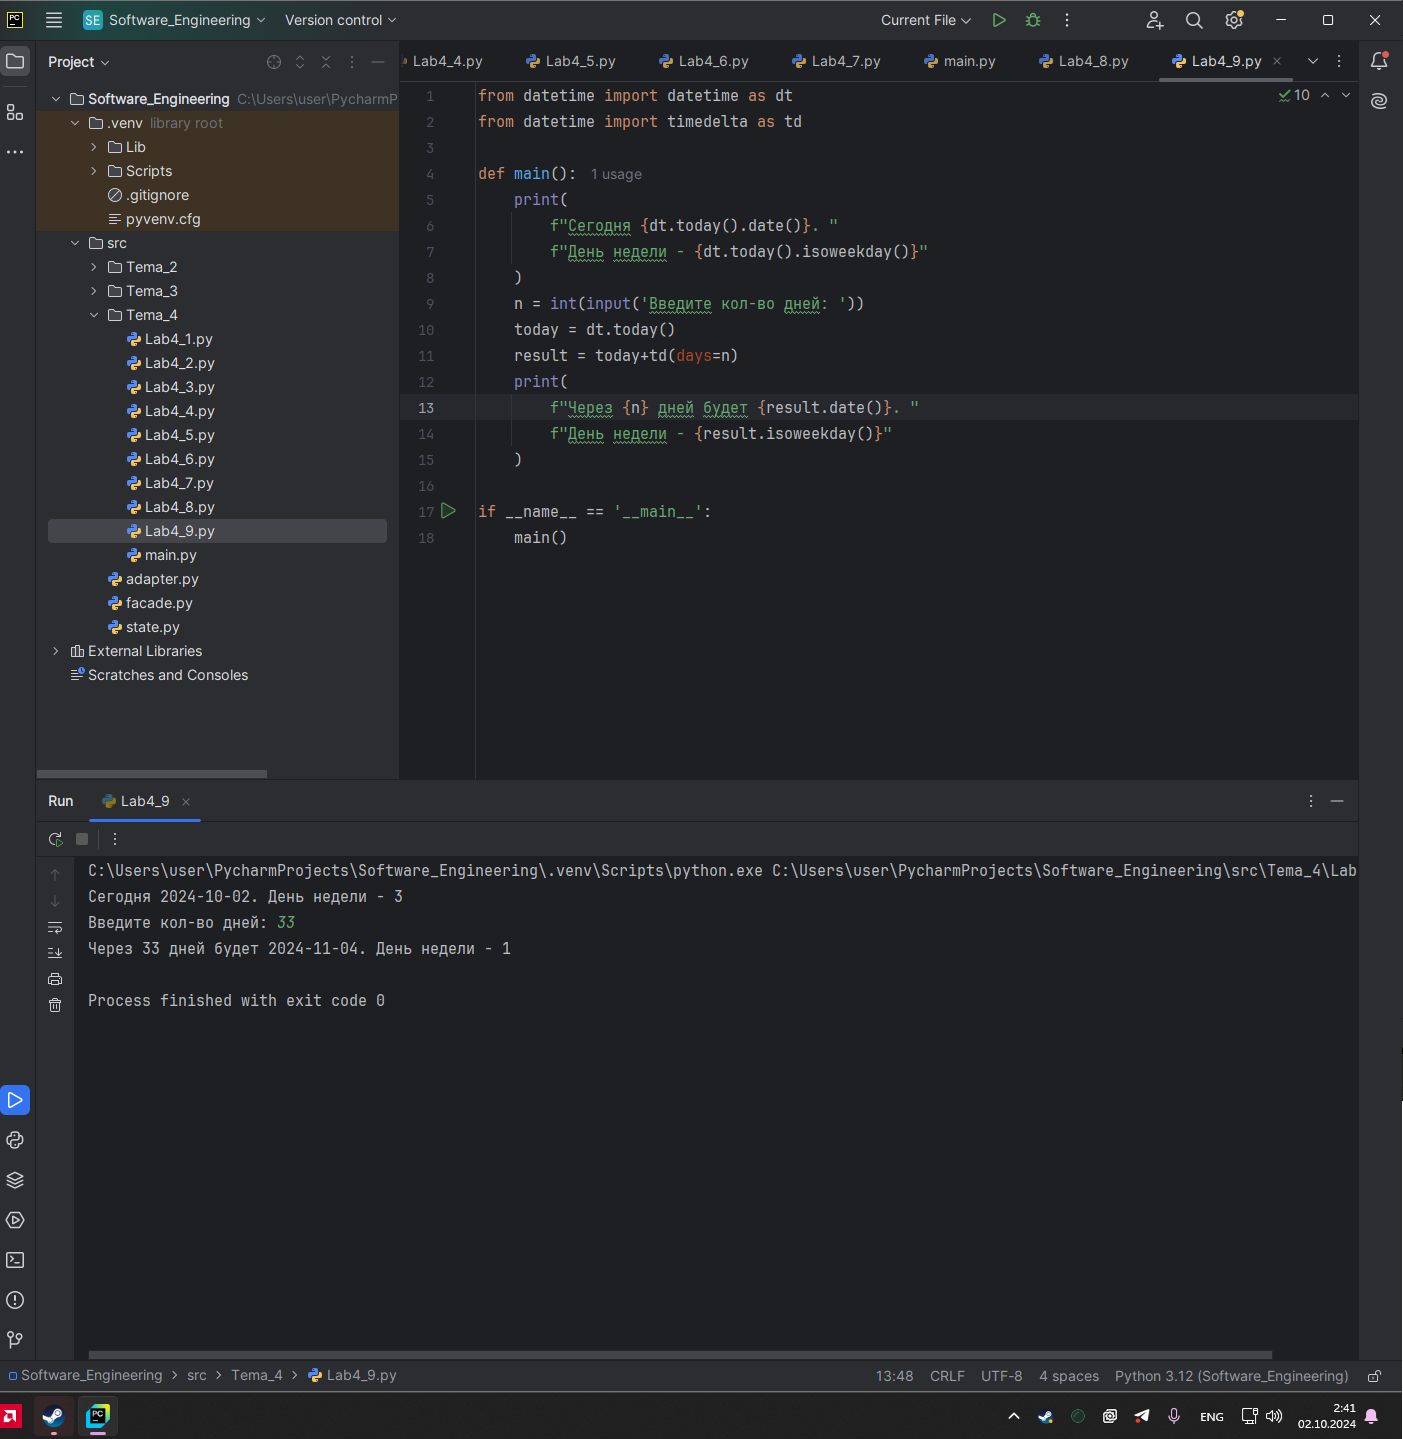 SE Software_Engineering Version control Current File
Project
Lab4_4.py Lab4_5.py Lab4_6.py Lab4_7.py main.py Lab4_8.py Lab4_9.py
Software_Engineering C:\Users\user\PycharmP
.venv library root
Lib
Scripts
.gitignore
pyvenv.cfg
src
Tema_2
Tema_3
Tema_4
Lab4_1.py
Lab4_2.py
Lab4_3.py
Lab4_4.py
Lab4_5.py
Lab4_6.py
Lab4_7.py
Lab4_8.py
Lab4_9.py
main.py
adapter.py
facade.py
state.py
External Libraries
Scratches and Consoles
10
1 from datetime import datetime as dt
2 from datetime import timedelta as td
3
4 def main(): 1 usage
5 print(
6 f"Сегодня {dt.today().date()}. "
7 f"День недели - {dt.today().isoweekday()}"
8 )
9 n = int(input('Введите кол-во дней: '))
10 today = dt.today()
11 result = today+td(days=n)
12 print(
13 f"Через {n} дней будет {result.date()}. "
14 f"День недели - {result.isoweekday()}"
15 )
16
17 if __name__ == '__main__':
18 main()
Run Lab4_9
C:\Users\user\PycharmProjects\Software_Engineering\.venv\Scripts\python.exe C:\Users\user\PycharmProjects\Software_Engineering\src\Tema_4\Lab
Сегодня 2024-10-02. День недели - 3
Введите кол-во дней: 33
Через 33 дней будет 2024-11-04. День недели - 1
Process finished with exit code 0
Software_Engineering src Tema_4 Lab4_9.py
13:48 CRLF UTF-8 4 spaces Python 3.12 (Software_Engineering)
PC
ENG
2:41
02.10.2024